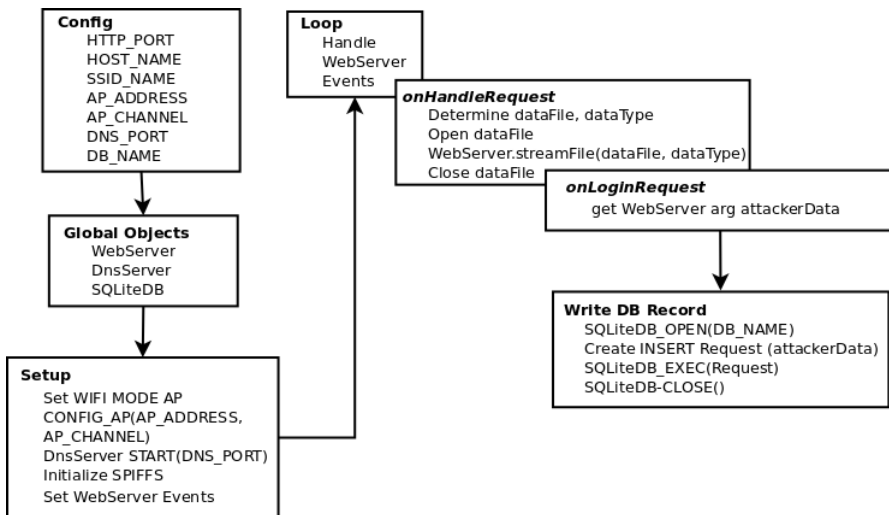 Config
HTTP_PORT
HOST_NAME
SSID_NAME
AP_ADDRESS
AP_CHANNEL
DNS_PORT
DB_NAME
Global Objects
WebServer
DnsServer
SQLiteDB
Setup
Set WIFI MODE AP
CONFIG_AP(AP_ADDRESS,
AP_CHANNEL)
DnsServer START(DNS_PORT)
Initialize SPIFFS
Set WebServer Events
Loop
Handle
WebServer
Events
onHandleRequest
Determine dataFile, dataType
Open dataFile
WebServer.streamFile(dataFile, dataType)
Close dataFile
onLoginRequest
get WebServer arg attackerData
Write DB Record
SQLiteDB_OPEN(DB_NAME)
Create INSERT Request (attackerData)
SQLiteDB_EXEC(Request)
SQLiteDB-CLOSE()